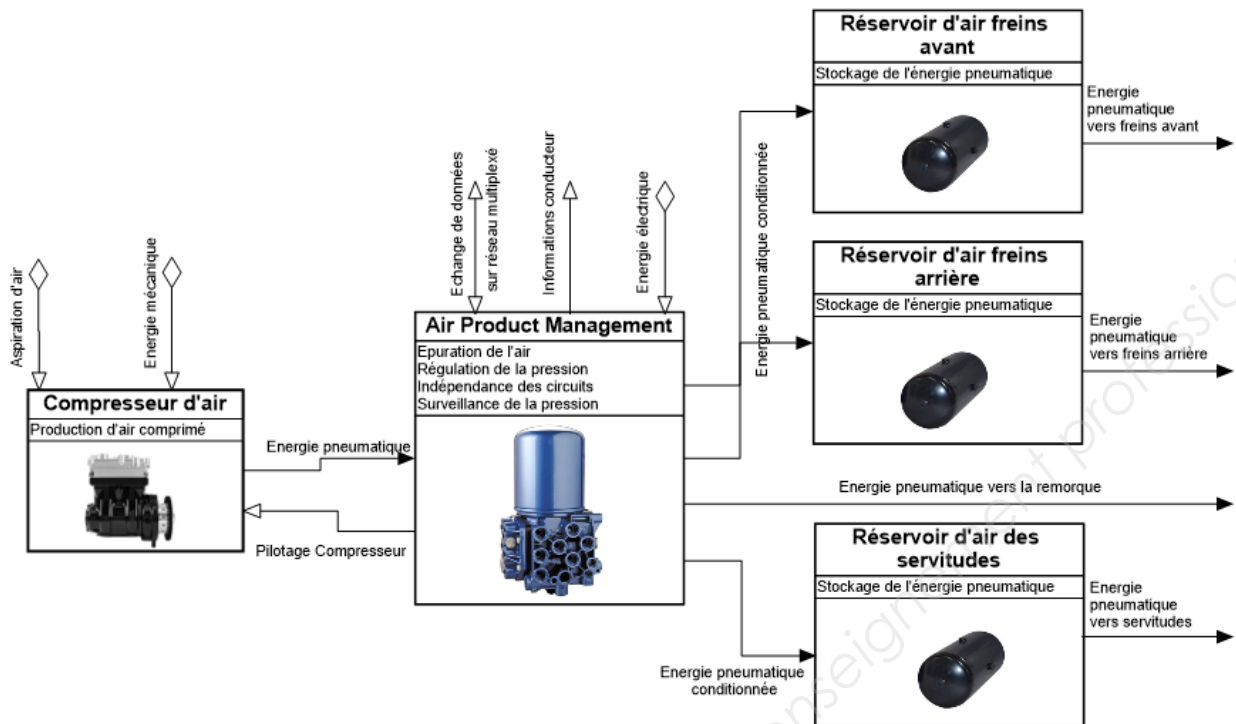 Réservoir d'air freins
avant
Stockage de l'énergie pneumatique
Energie
pneumatique
vers freins avant
Réservoir d'air freins
arrière
Stockage de l'énergie pneumatique
Energie
pneumatique
vers freins arrière
Energie pneumatique conditionnée
Echange de données
sur réseau multiplexé
Informations conducteur
Energie électrique
Aspiration d'air
Energie mécanique
Air Product Management
Epuration de l'air
Régulation de la pression
Indépendance des circuits
Surveillance de la pression
Compresseur d'air
Production d'air comprimé
Energie pneumatique
Pilotage Compresseur
Energie pneumatique vers la remorque
Réservoir d'air des
servitudes
Stockage de l'énergie pneumatique
Energie
pneumatique
vers servitudes
Energie pneumatique
conditionnée
enseignement